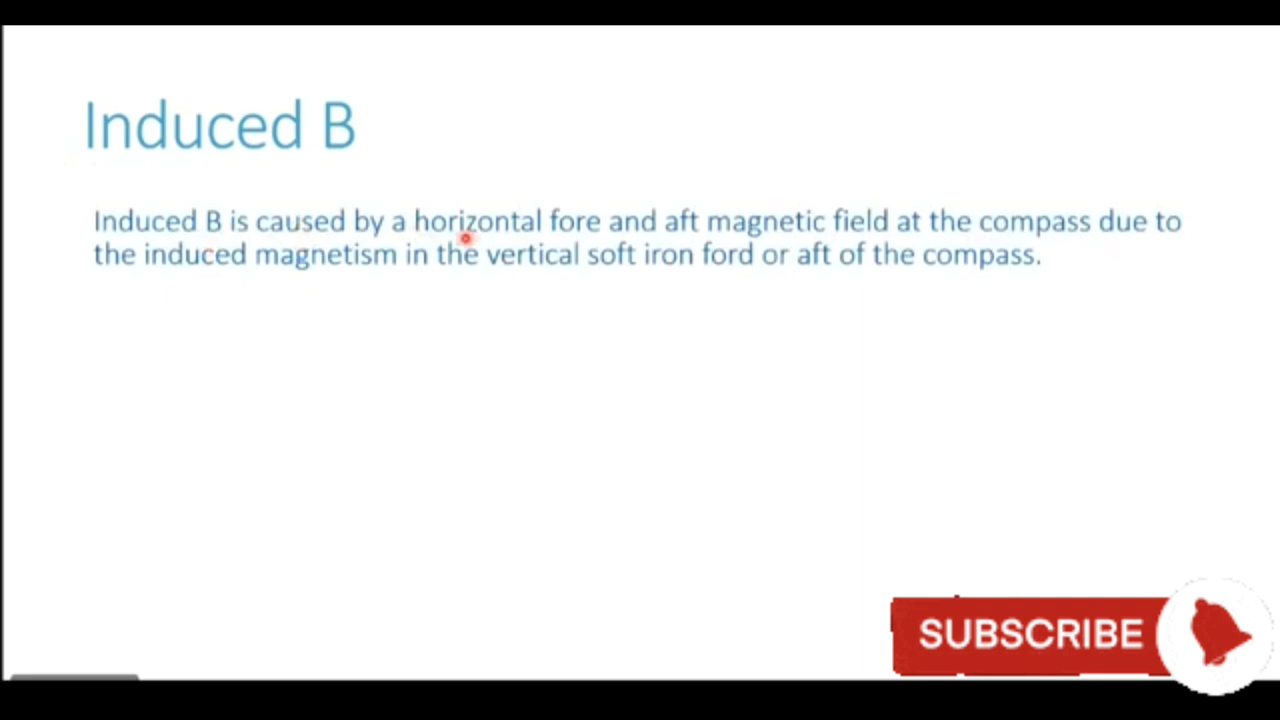 Induced B
Induced B is caused by a horizontal fore and aft magnetic field at the compass due to
the induced magnetism in the vertical soft iron ford or aft of the compass.
SUBSCRIBE